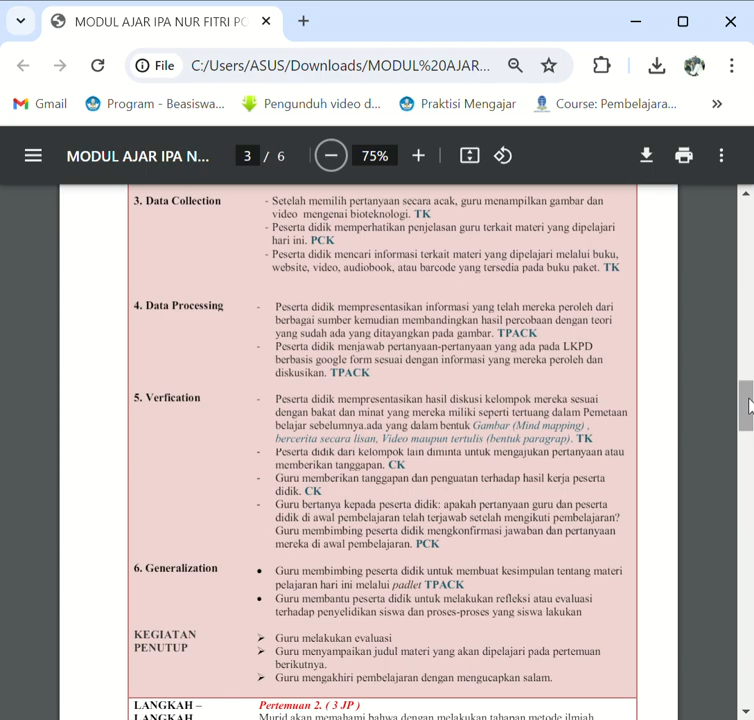 MODUL AJAR IPA NUR FITRI PO
File
C:/Users/ASUS/Downloads/MODUL%20AJAR...
Gmail
Program - Beasiswa...
Pengunduh video d...
Praktisi Mengajar
Course: Pembelajara...
»
MODUL AJAR IPA N...
3 / 6
75%
3. Data Collection
- Setelah memilih pertanyaan secara acak, guru menampilkan gambar dan
video mengenai bioteknologi. TK
- Peserta didik memperhatikan penjelasan guru terkait materi yang dipelajari
hari ini. PCK
- Peserta didik mencari informasi terkait materi yang dipelajari melalui buku,
website, video, audiobook, atau barcode yang tersedia pada buku paket. TK
4. Data Processing
- Peserta didik mempresentasikan informasi yang telah mereka peroleh dari
berbagai sumber kemudian membandingkan hasil percobaan dengan teori
yang sudah ada yang ditayangkan pada gambar. TPACK
- Peserta didik menjawab pertanyaan-pertanyaan yang ada pada LKPD
berbasis google form sesuai dengan informasi yang mereka peroleh dan
diskusikan. TPACK
5. Verfication
- Peserta didik mempresentasikan hasil diskusi kelompok mereka sesuai
dengan bakat dan minat yang mereka miliki seperti tertuang dalam Pemetaan
belajar sebelumnya.ada yang dalam bentuk Gambar (Mind mapping) ,
bercerita secara lisan, Video maupun tertulis (bentuk paragrap). TK
- Peserta didik dari kelompok lain diminta untuk mengajukan pertanyaan atau
memberikan tanggapan. CK
- Guru memberikan tanggapan dan penguatan terhadap hasil kerja peserta
didik. CK
- Guru bertanya kepada peserta didik: apakah pertanyaan guru dan peserta
didik di awal pembelajaran telah terjawab setelah mengikuti pembelajaran?
Guru membimbing peserta didik mengkonfirmasi jawaban dan pertanyaan
mereka di awal pembelajaran. PCK
6. Generalization
• Guru membimbing peserta didik untuk membuat kesimpulan tentang materi
pelajaran hari ini melalui padlet TPACK
• Guru membantu peserta didik untuk melakukan refleksi atau evaluasi
terhadap penyelidikan siswa dan proses-proses yang siswa lakukan
KEGIATAN
PENUTUP
➢ Guru melakukan evaluasi
➢ Guru menyampaikan judul materi yang akan dipelajari pada pertemuan
berikutnya.
➢ Guru mengakhiri pembelajaran dengan mengucapkan salam.
LANGKAH –
LANGKAH
Pertemuan 2. ( 3 JP )
Murid akan memahami bahwa dengan melakukan tahapan metode ilmiah